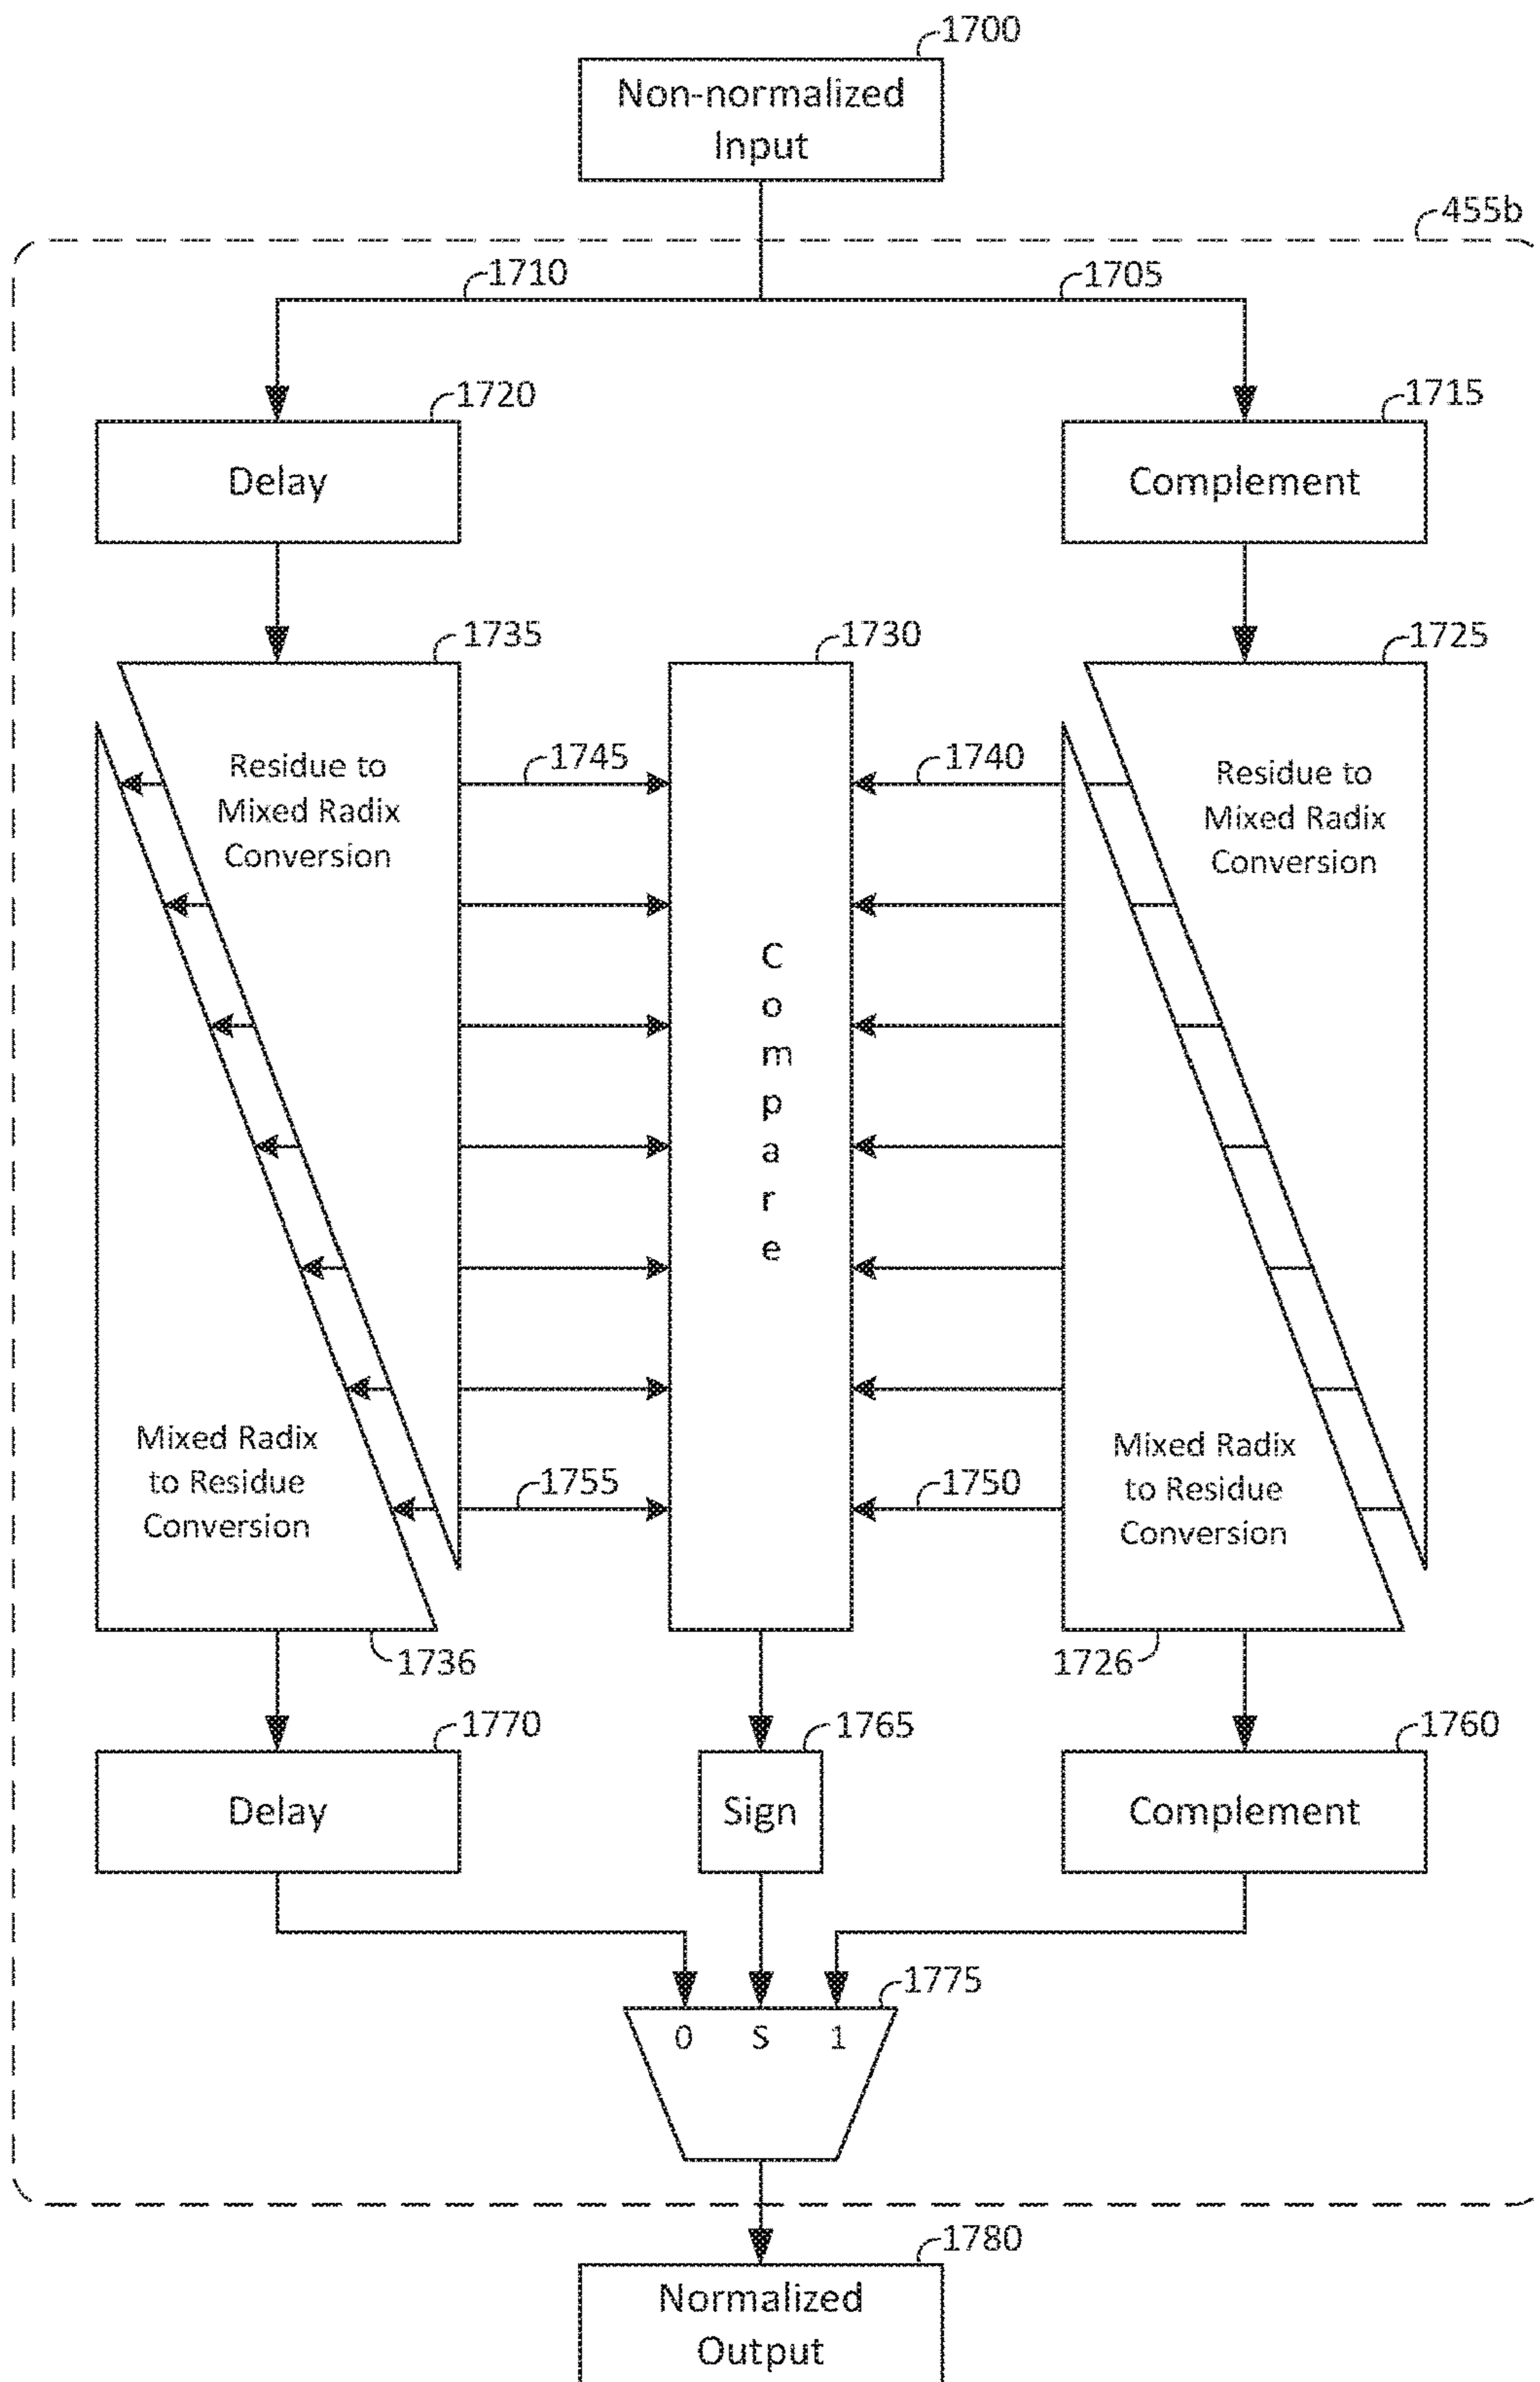 1700
Non-normalized
Input
455b
1710
1705
1720
1715
Delay
Complement
1735
1730
1725
Residue to
Mixed Radix
Conversion
1745
1740
Residue to
Mixed Radix
Conversion
C
o
m
p
a
r
e
Mixed Radix
to Residue
Conversion
1755
1750
Mixed Radix
to Residue
Conversion
1736
1726
1770
1765
1760
Delay
Sign
Complement
1775
0 S 1
1780
Normalized
Output